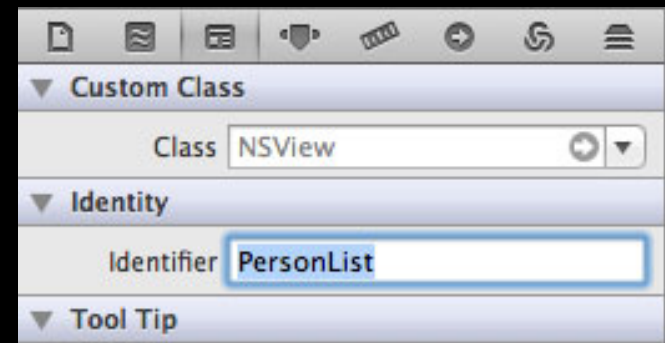 Custom Class
Class NSView
Identity
Identifier PersonList
Tool Tip